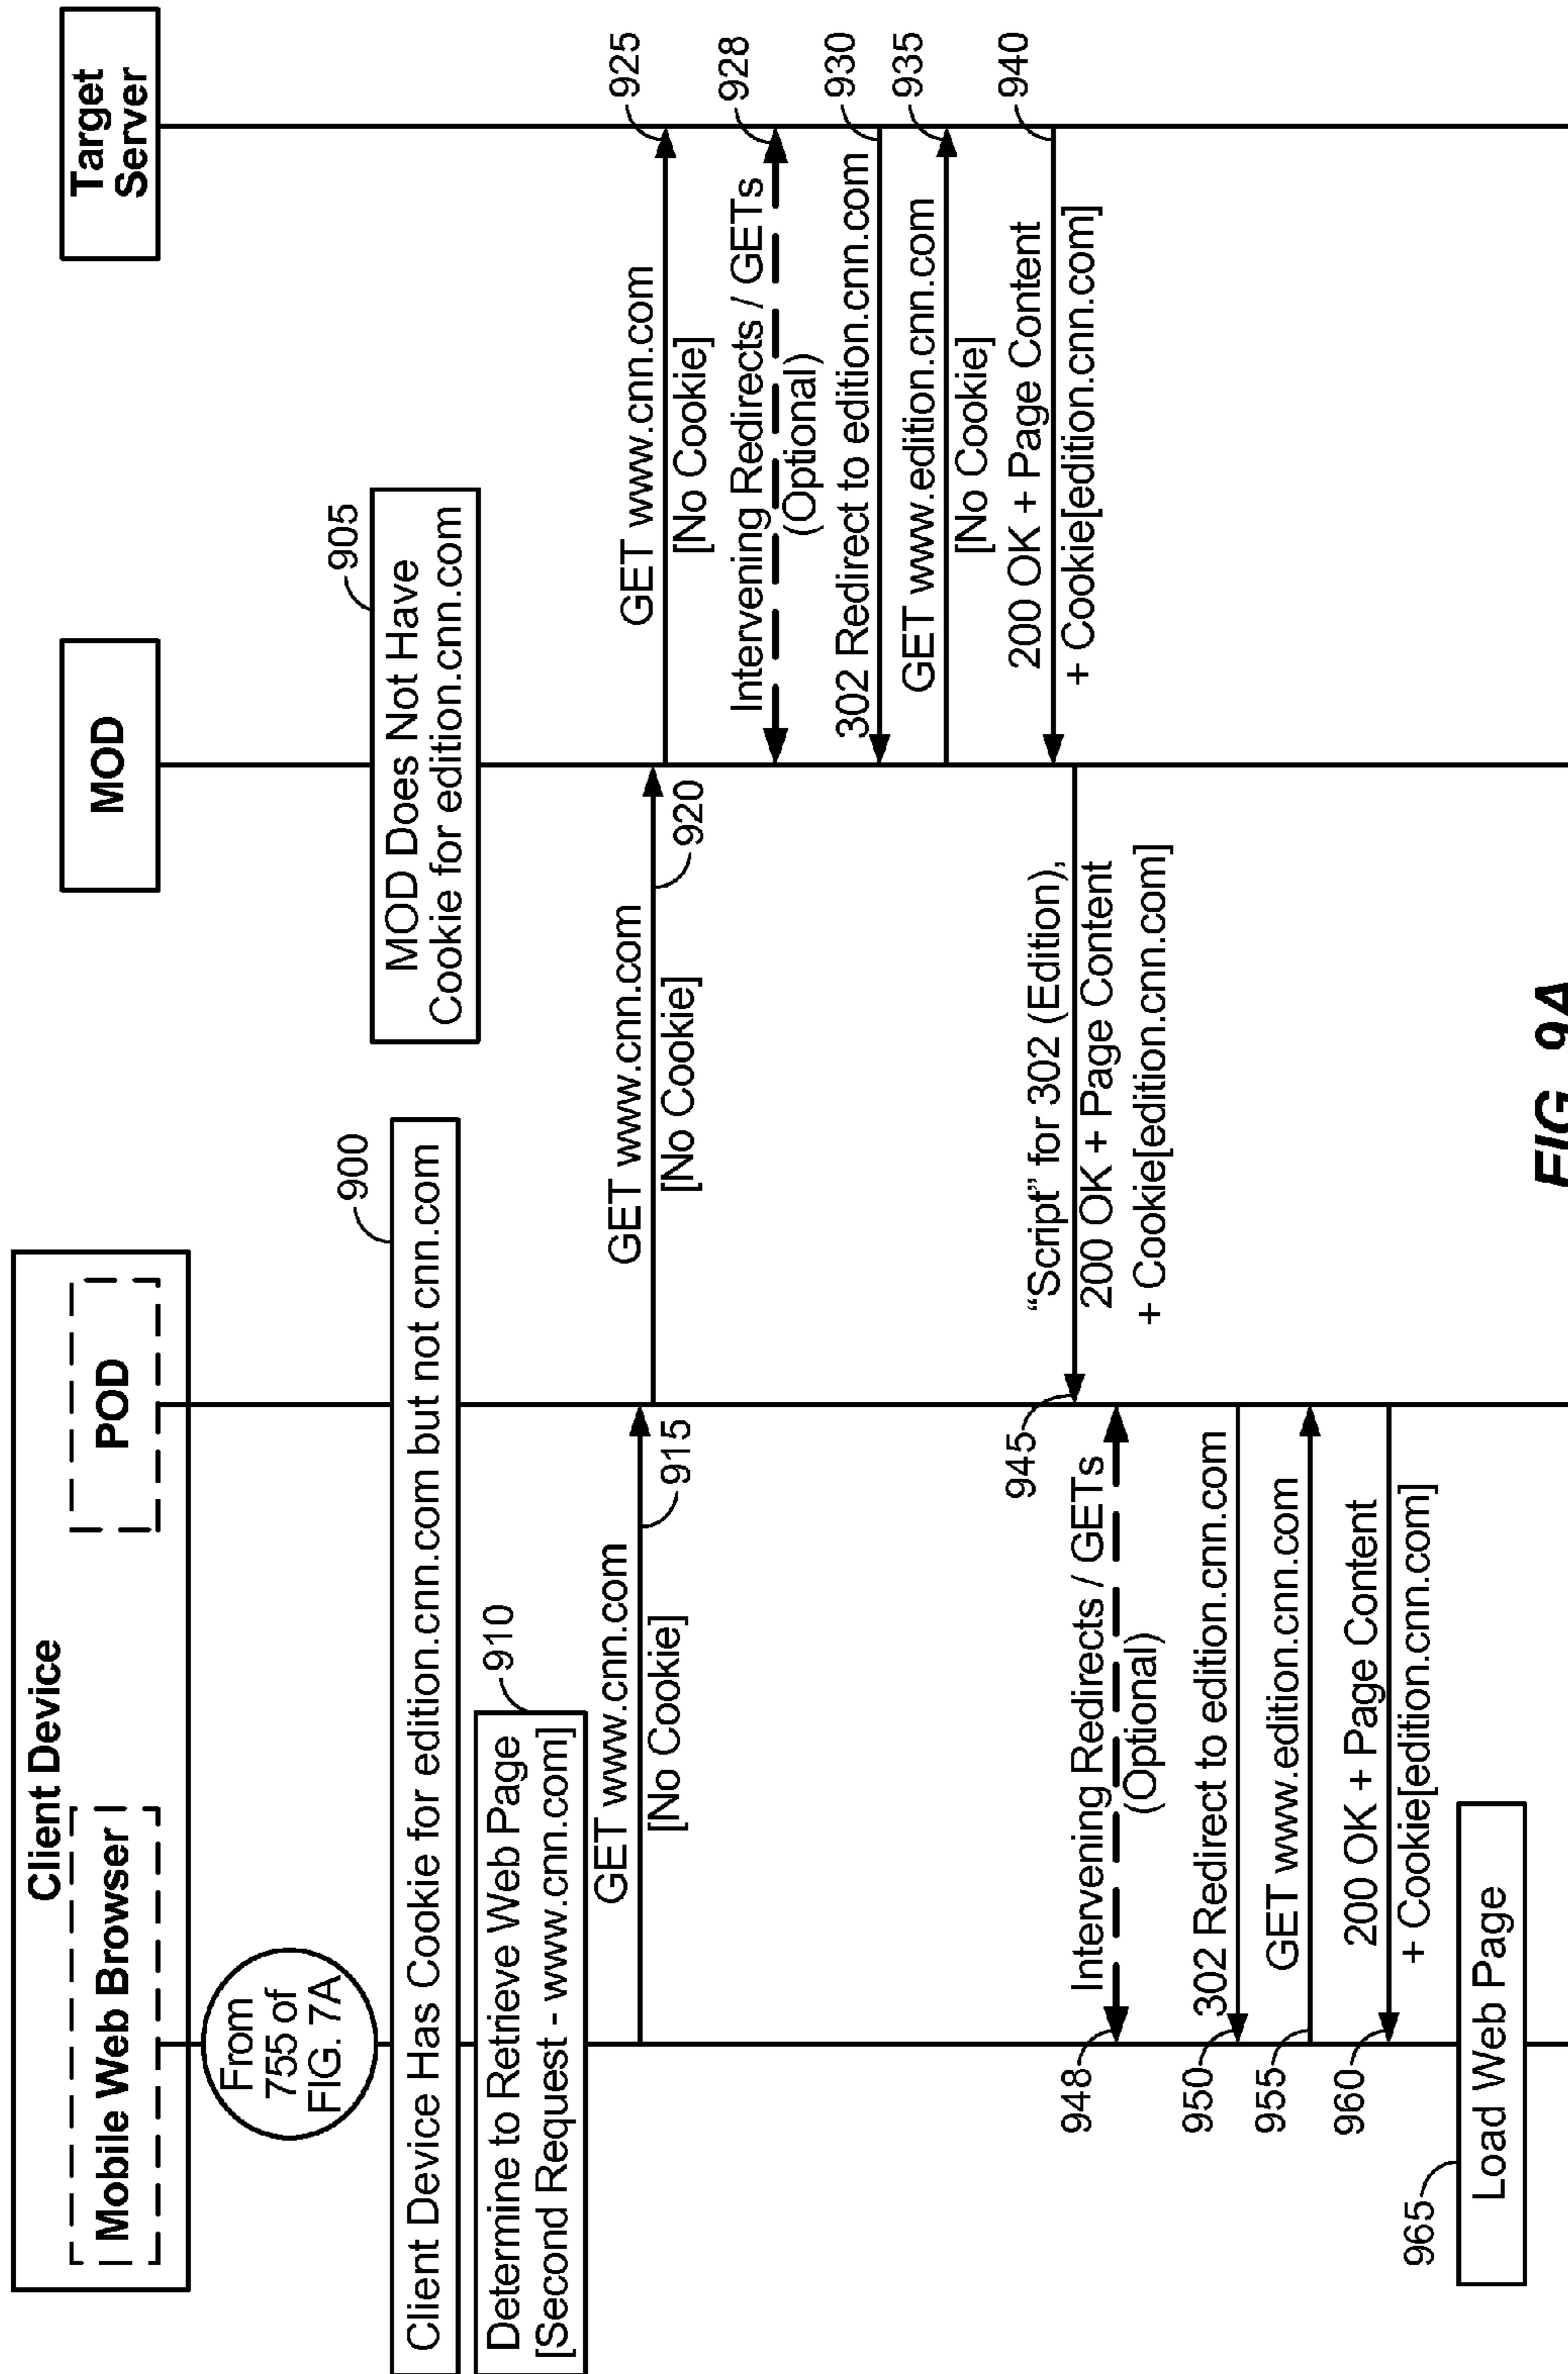 Client Device
Mobile Web Browser
POD
MOD
Target
Server
From
755 of
FIG. 7A
900
Client Device Has Cookie for edition.cnn.com but not cnn.com
905
MOD Does Not Have
Cookie for edition.cnn.com
910
Determine to Retrieve Web Page
[Second Request - www.cnn.com]
GET www.cnn.com
915
[No Cookie]
GET www.cnn.com
920
[No Cookie]
GET www.cnn.com
925
[No Cookie]
Intervening Redirects / GETs
928
(Optional)
302 Redirect to edition.cnn.com
930
GET www.edition.cnn.com
935
[No Cookie]
200 OK + Page Content
940
+ Cookie[edition.cnn.com]
945
“Script” for 302 (Edition),
200 OK + Page Content
+ Cookie[edition.cnn.com]
948
Intervening Redirects / GETs
(Optional)
950
302 Redirect to edition.cnn.com
955
GET www.edition.cnn.com
960
200 OK + Page Content
+ Cookie[edition.cnn.com]
965
Load Web Page
FIG. 9A